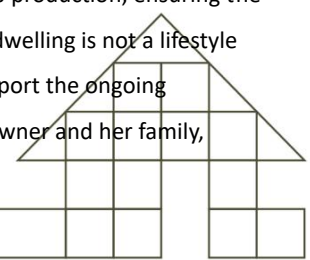 s production, ensuring the
dwelling is not a lifestyle
port the ongoing
wner and her family,